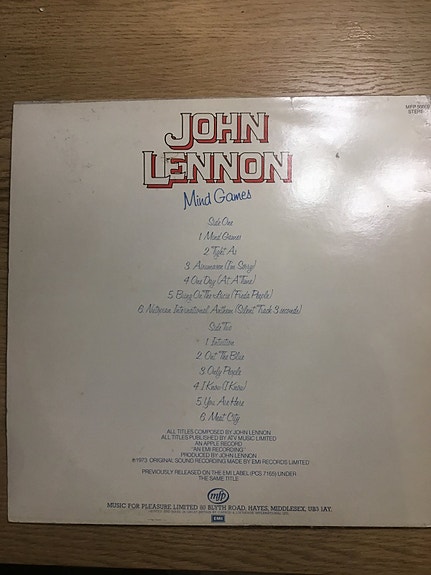 MFP
STEREO
JOHN
LENNON
Mind Games
Side One
1. Mind Games
2. Tight As
3. Aisumasen (I'm Sorry)
4. One Day (At A Time)
5. Bring On The Lucie (Freda People)
6. Nutopian International Anthem (Silent Track 3 seconds)
Side Two
1. Intuition
2. Out The Blue
3. Only People
4. I Know (I Know)
5. You Are Here
6. Meat City
ALL TITLES COMPOSED BY JOHN LENNON
ALL TITLES PUBLISHED BY ATV MUSIC LIMITED
AN APPLE RECORD
"AN EMI RECORDING"
PRODUCED BY JOHN LENNON
℗1973 ORIGINAL SOUND RECORDING MADE BY EMI RECORDS LIMITED
PREVIOUSLY RELEASED ON THE EMI LABEL (PCS 7165) UNDER
THE SAME TITLE
mfp
MUSIC FOR PLEASURE LIMITED 80 BLYTH ROAD, HAYES, MIDDLESEX, UB3 1AY.
EMI